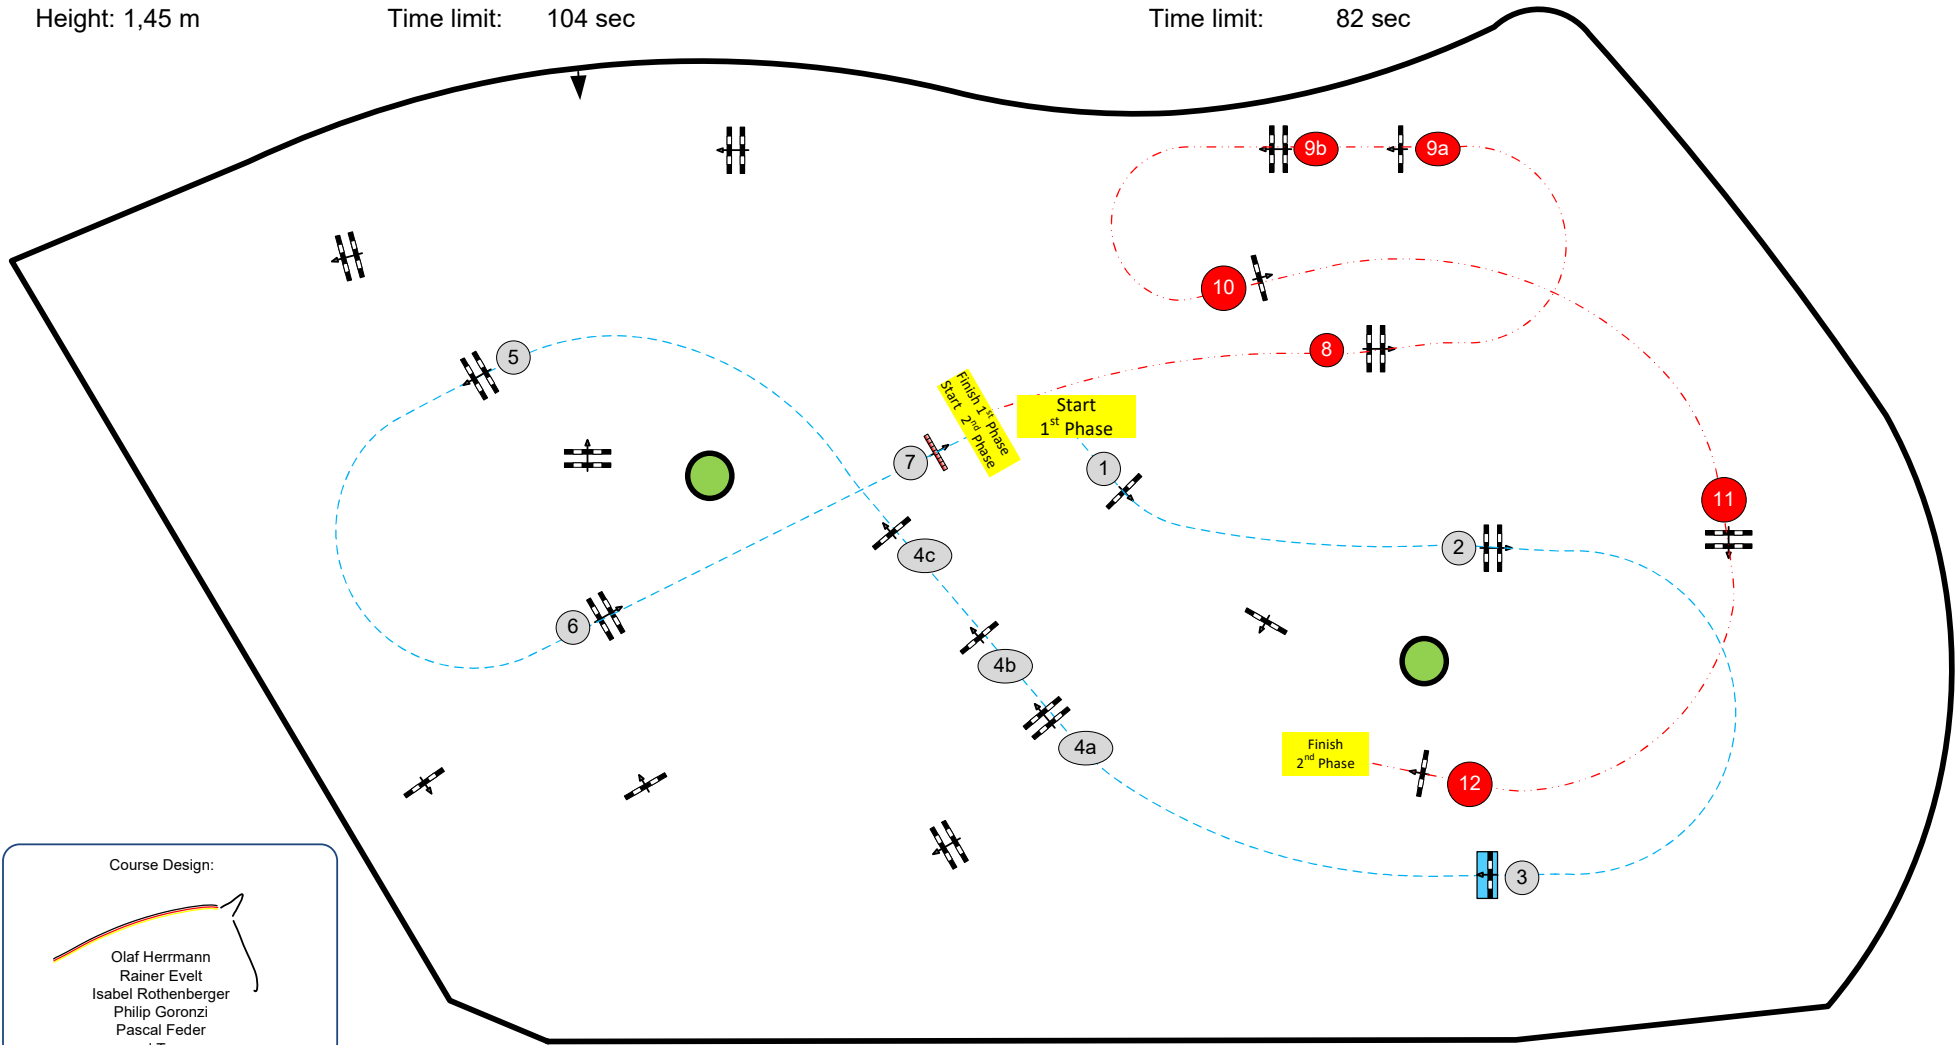 Height: 1,45 m
Time limit: 104 sec
Time limit: 82 sec
9b
9a
10
8
5
Finish 1st Phase
Start 2nd Phase
Start
1st Phase
7
1
11
2
4c
6
4b
4a
Finish
2nd Phase
12
3
Course Design:
Olaf Herrmann
Rainer Evelt
Isabel Rothenberger
Philip Goronzi
Pascal Feder